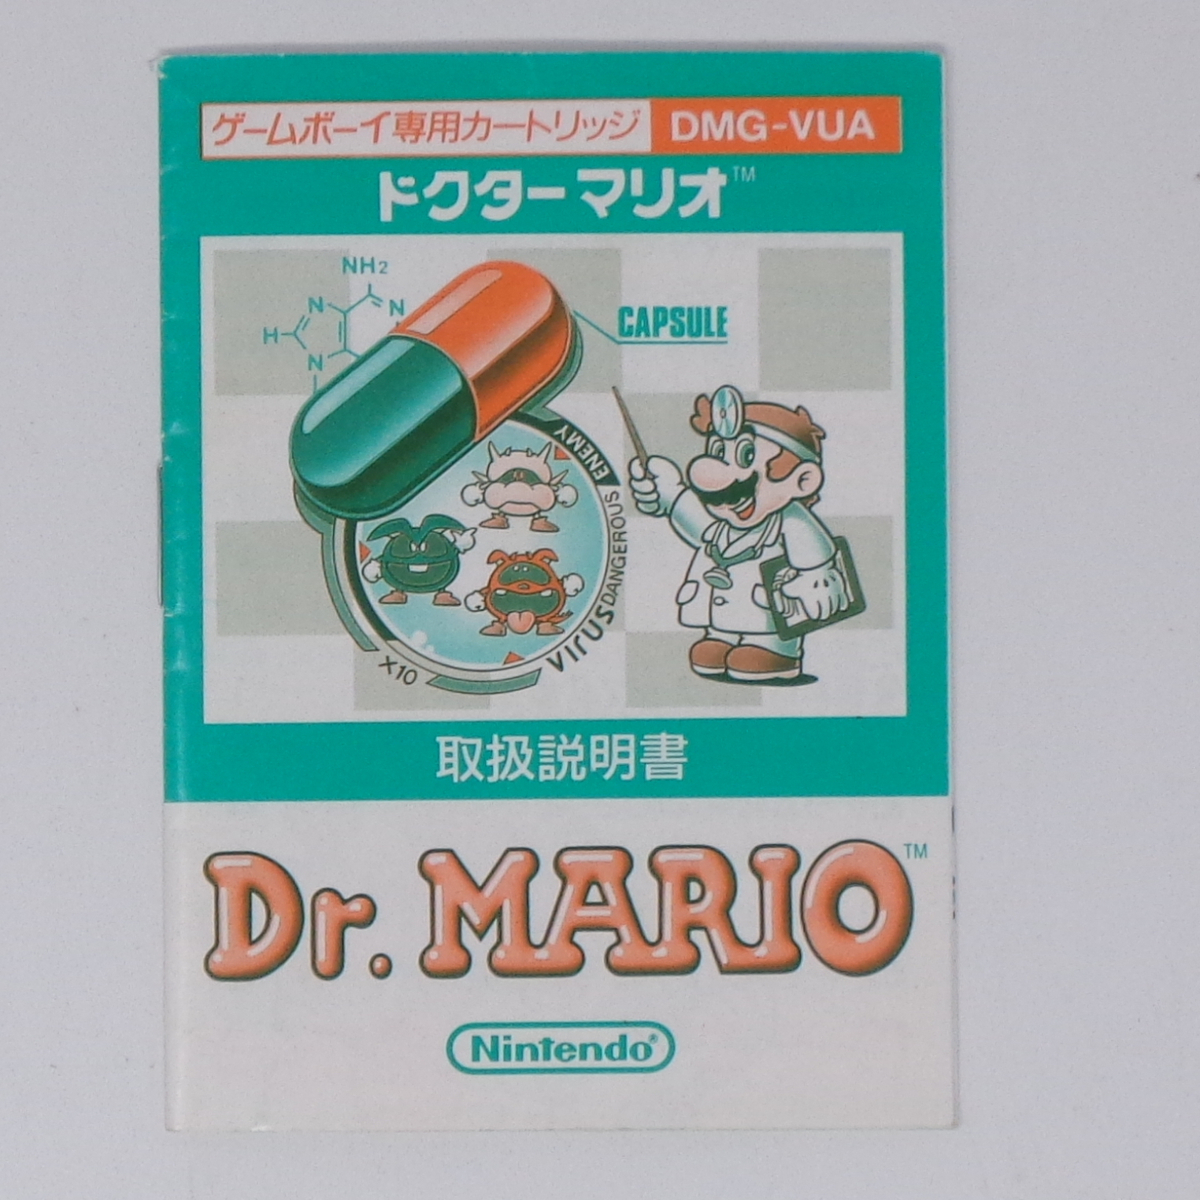 ゲームボーイ専用カートリッジ DMG-VUA
ドクターマリオ™
NH2
N
N
H
N
CAPSULE
ENEMY
DANGEROUS
VIRUS
X10
取扱説明書
Dr. MARIO™
Nintendo®